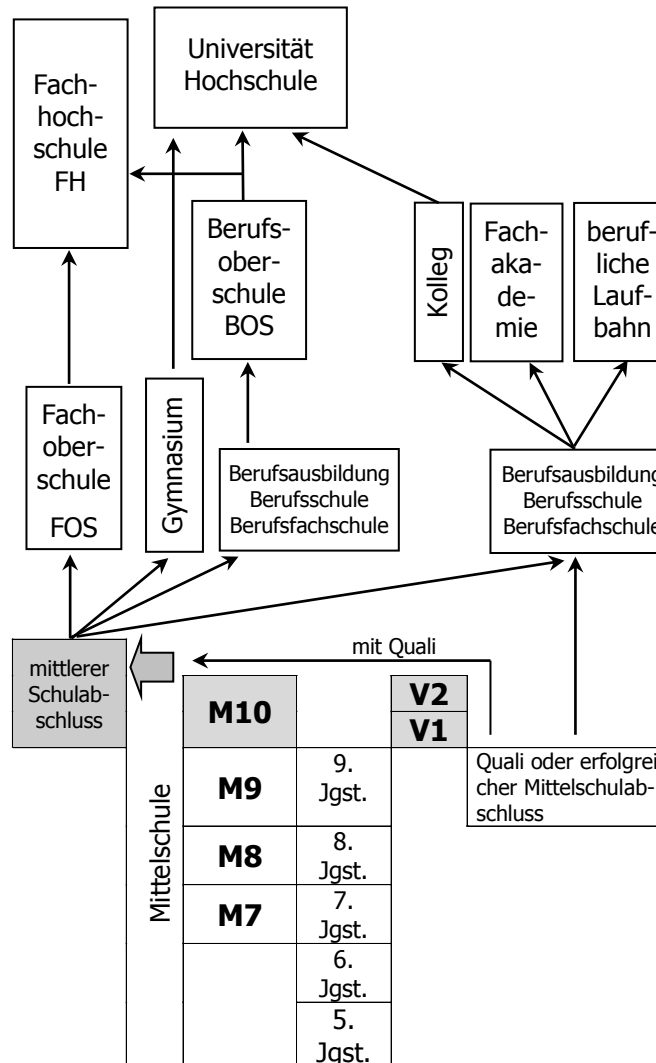 Universität
Hochschule
Fach-
hoch-
schule
FH
Berufs-
ober-
schule
BOS
Kolleg
Fach-
aka-
de-
mie
beruf-
liche
Lauf-
bahn
Fach-
ober-
schule
FOS
Gymnasium
Berufsausbildung
Berufsschule
Berufsfachschule
Berufsausbildung
Berufsschule
Berufsfachschule
mit Quali
mittlerer
Schulab-
schluss
Mittelschule
M10
V2
V1
M9
9.
Jgst.
Quali oder erfolgrei
cher Mittelschulab-
schluss
M8
8.
Jgst.
M7
7.
Jgst.
6.
Jgst.
5.
Jgst.